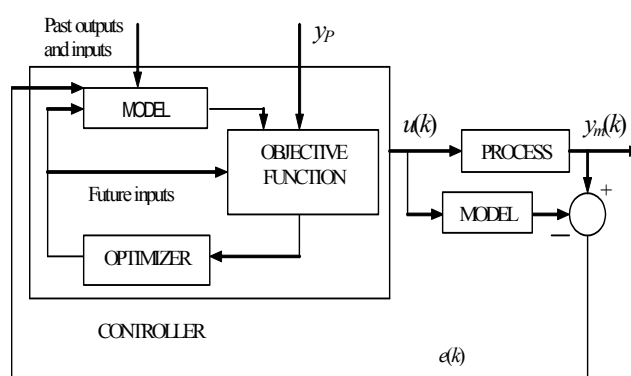 Past outputs
and inputs
yP
MODEL
u(k)
ym(k)
OBJECTIVE
FUNCTION
PROCESS
+
Future inputs
MODEL
–
OPTIMIZER
CONTROLLER
e(k)